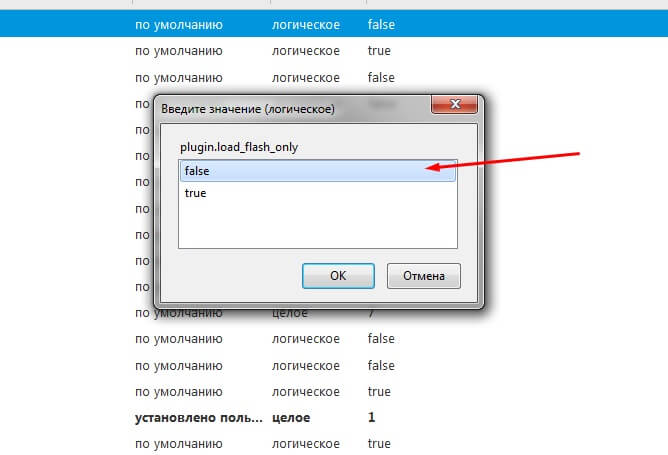 по умолчанию логическое false
по умолчанию логическое true
по умолчанию логическое false
по
Введите значение (логическое)
по
plugin.load_flash_only
по
false
по
true
по
по
по
по
OK Отмена
по умолчанию целое 7
по умолчанию логическое false
по умолчанию логическое false
по умолчанию логическое true
установлено поль... целое 1
по умолчанию логическое true